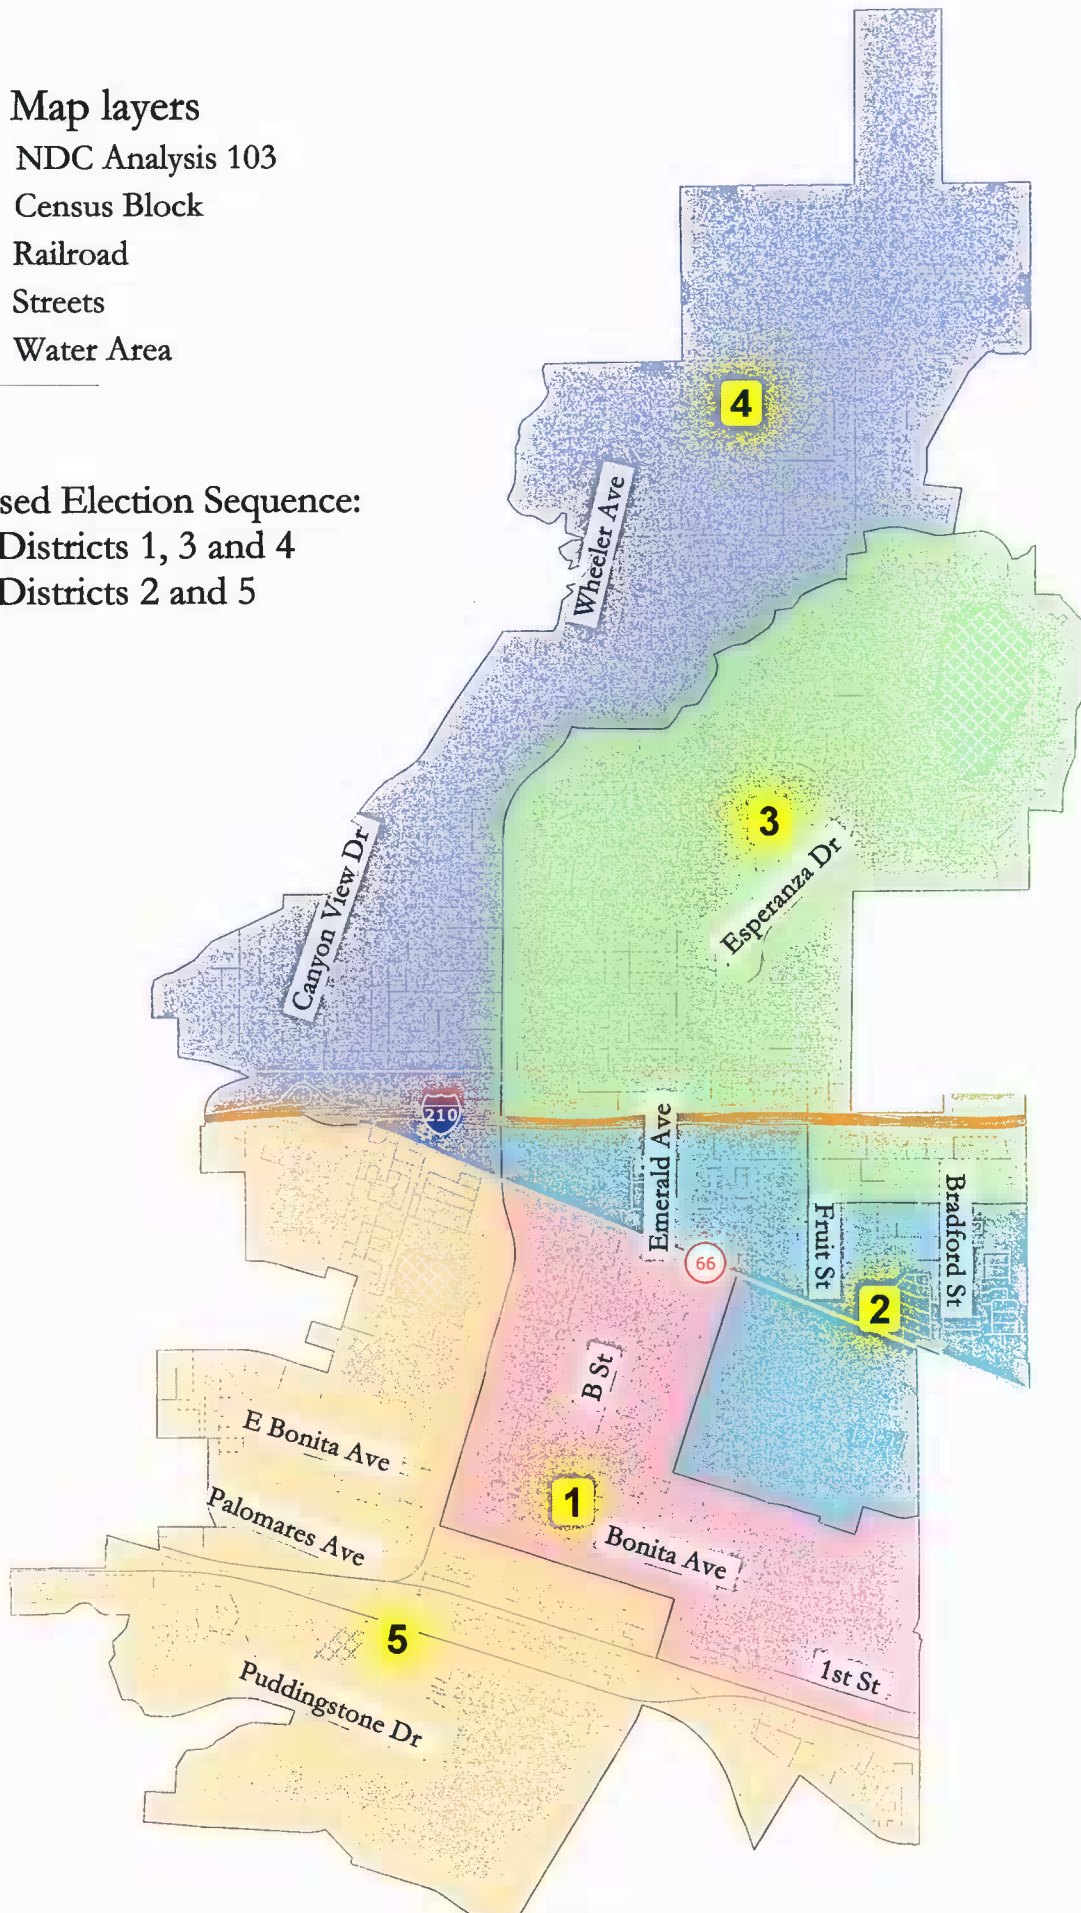 Map layers
NDC Analysis 103
Census Block
Railroad
Streets
Water Area
sed Election Sequence:
Districts 1, 3 and 4
Districts 2 and 5
4
Wheeler Ave
3
Esperanza Dr
Canyon View Dr
210
Emerald Ave
Bradford St
Fruit St
66
2
B St
E Bonita Ave
1
Palomares Ave
Bonita Ave
5
1st St
Puddingstone Dr